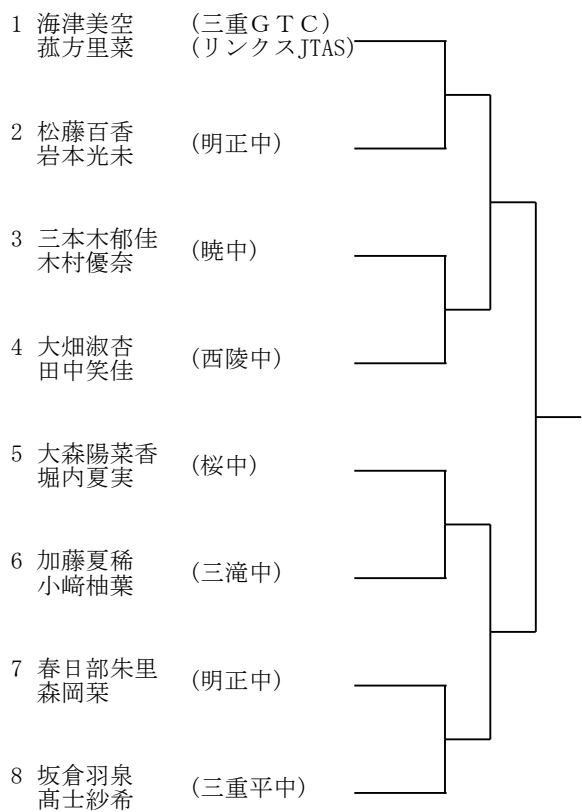 1 海津美空 (三重ＧＴＣ)
菰方里菜 (リンクスJTAS)
2 松藤百香
岩本光未 (明正中)
3 三本木郁佳
木村優奈 (暁中)
4 大畑淑杏
田中笑佳 (西陵中)
5 大森陽菜香
堀内夏実 (桜中)
6 加藤夏稀
小﨑柚葉 (三滝中)
7 春日部朱里
森岡栞 (明正中)
8 坂倉羽泉
髙士紗希 (三重平中)